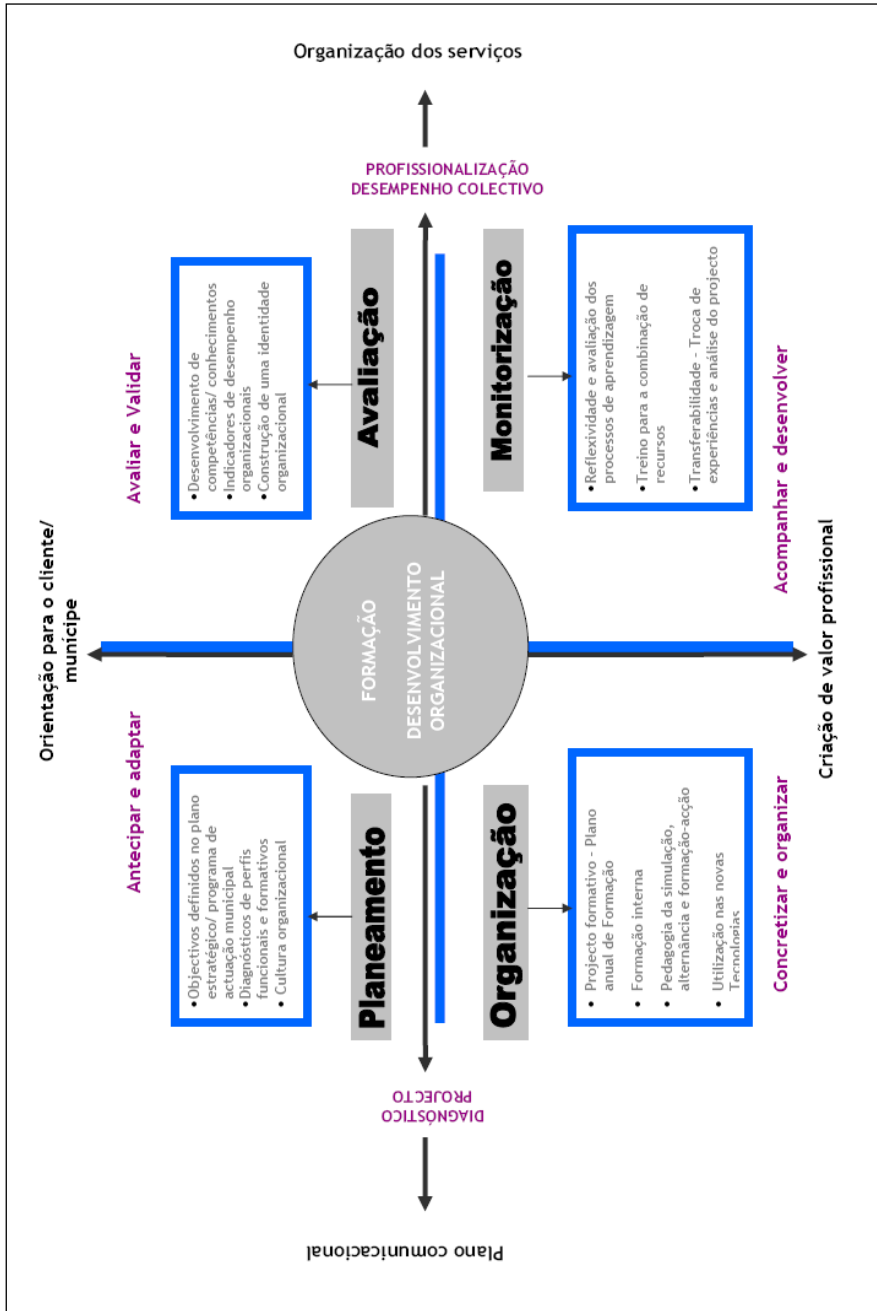 Orientação para o cliente/
munícipe
Antecipar e adaptar
•Objectivos definidos no plano
estratégico/ programa de
actuação municipal
•Diagnósticos de perfis
funcionais e formativos
•Cultura organizacional
Planeamento
Avaliar e Validar
•Desenvolvimento de
competências/ conhecimentos
•Indicadores de desempenho
organizacionais
•Construção de uma identidade
organizacional
Avaliação
Plano comunicacional
DIAGNÓSTICO
PROJECTO
FORMAÇÃO
DESENVOLVIMENTO
ORGANIZACIONAL
PROFISSIONALIZAÇÃO
DESEMPENHO COLECTIVO
Organização dos serviços
Organização
• Projecto formativo - Plano
anual de Formação
• Formação interna
• Pedagogia da simulação,
alternância e formação-acção
• Utilização nas novas
Tecnologias
Concretizar e organizar
Monitorização
•Reflexividade e avaliação dos
processos de aprendizagem
• Treino para a combinação de
recursos
• Transferabilidade - Troca de
experiências e análise do projecto
Acompanhar e desenvolver
Criação de valor profissional